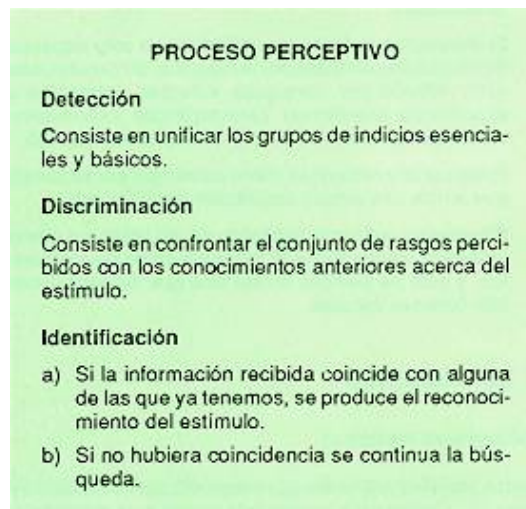 PROCESO PERCEPTIVO
Detección
Consiste en unificar los grupos de indicios esencia-
les y básicos.
Discriminación
Consiste en confrontar el conjunto de rasgos perci-
bidos con los conocimientos anteriores acerca del
estímulo.
Identificación
a) Si la información recibida coincide con alguna
de las que ya tenemos, se produce el reconoci-
miento del estímulo.
b) Si no hubiera coincidencia se continua la bús-
queda.